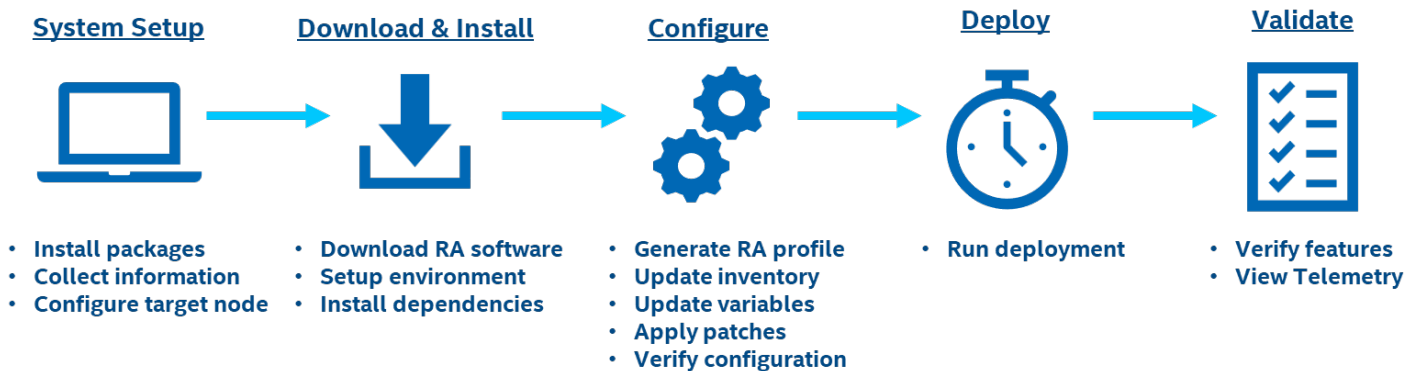 System Setup
Download & Install
Configure
Deploy
Validate
• Install packages
• Collect information
• Configure target node
• Download RA software
• Setup environment
• Install dependencies
• Generate RA profile
• Update inventory
• Update variables
• Apply patches
• Verify configuration
• Run deployment
• Verify features
• View Telemetry